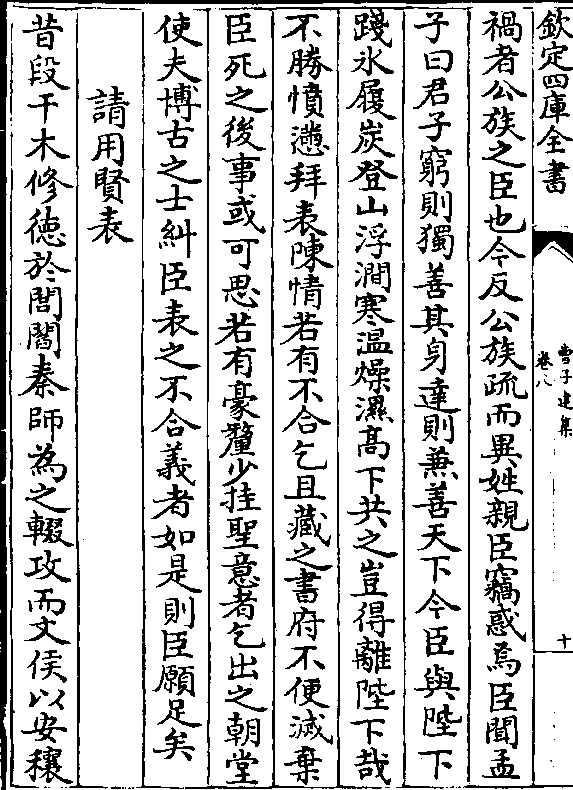 欽定四庫全書
曹子建集
卷八
十
禍者公族之臣也今反公族疏而異姓親臣竊惑焉臣聞孟
子曰君子窮則獨善其身達則兼善天下今臣與陛下
踐氷履炭登山浮澗寒温燥濕髙下共之豈得離陛下哉
不勝憤懣拜表陳情若有不合乞且藏之書府不便滅棄
臣死之後事或可思若有豪釐少挂聖意者乞出之朝堂
使夫博古之士糾臣表之不合義者如是則臣願足矣
請用賢表
昔段干木修德於閭閻秦師為之輟攻而文侯以安穰